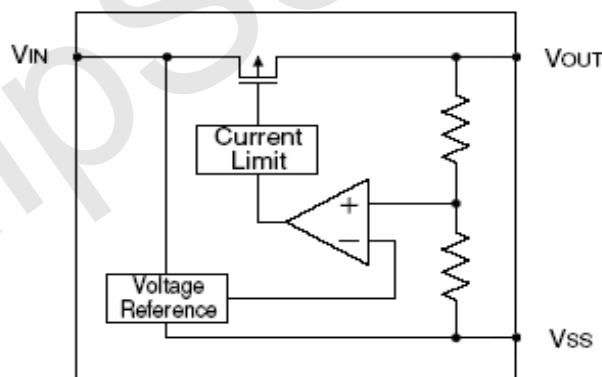 VIN
VOUT
Current
Limit
+
−
Voltage
Reference
VSS